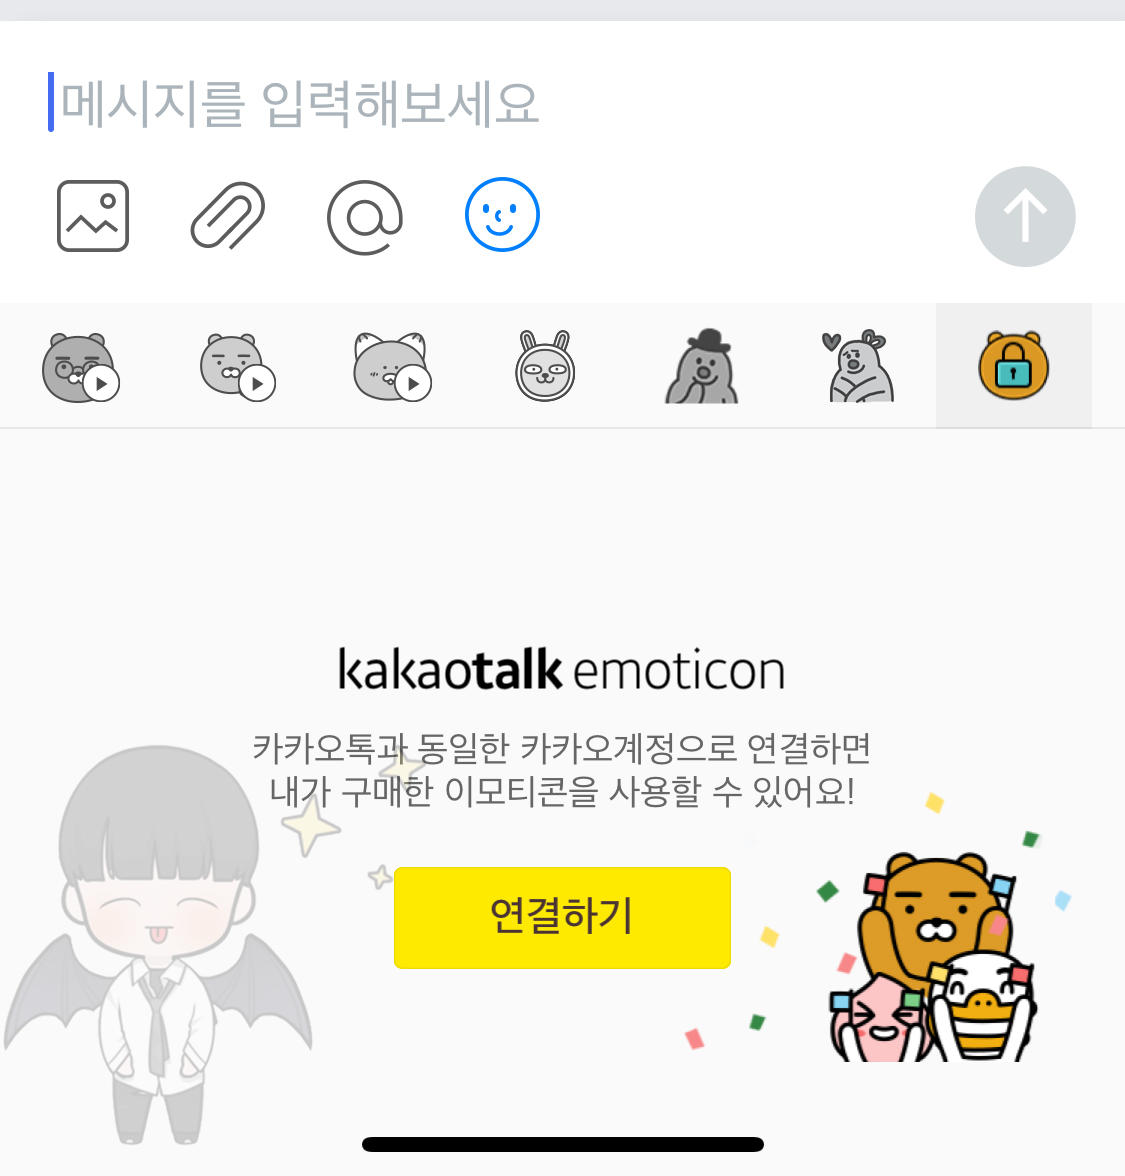 메시지를 입력해보세요
kakaotalk emoticon
카카오톡과 동일한 카카오계정으로 연결하면
내가 구매한 이모티콘을 사용할 수 있어요!
연결하기